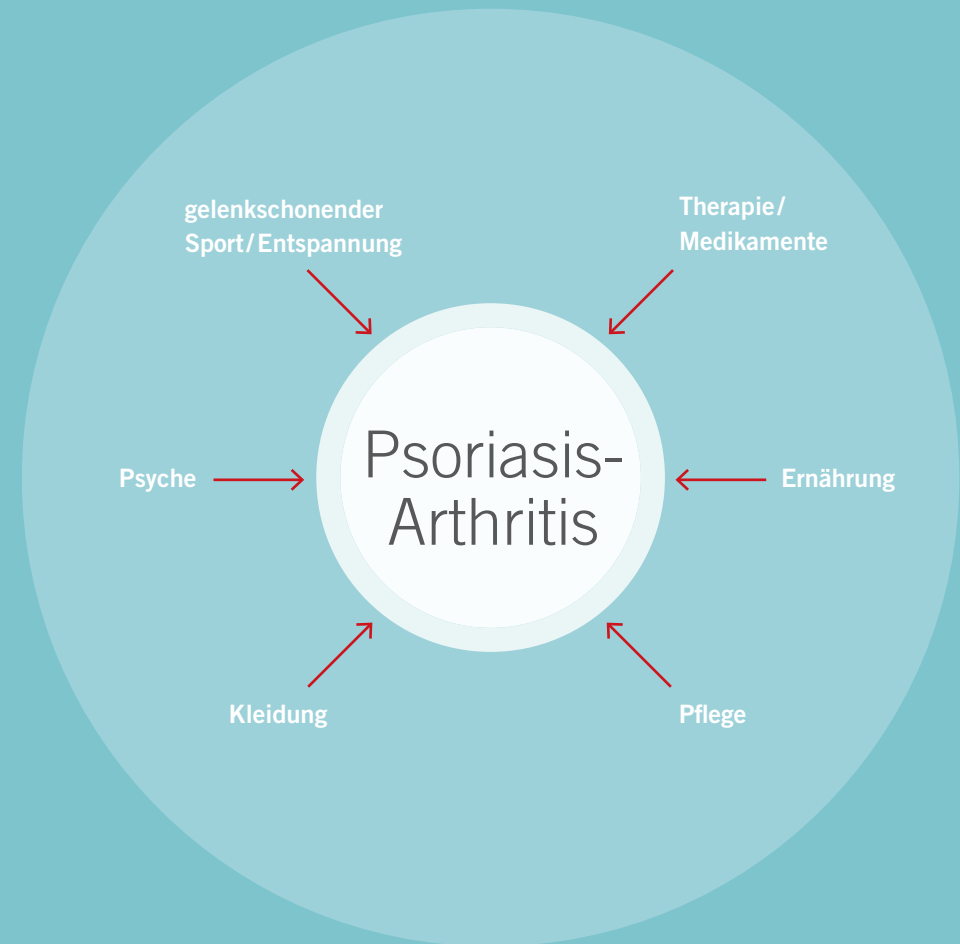 gelenkschonender
Sport/Entspannung
Therapie/
Medikamente
Psyche
Psoriasis-
Arthritis
Ernährung
Kleidung
Pflege